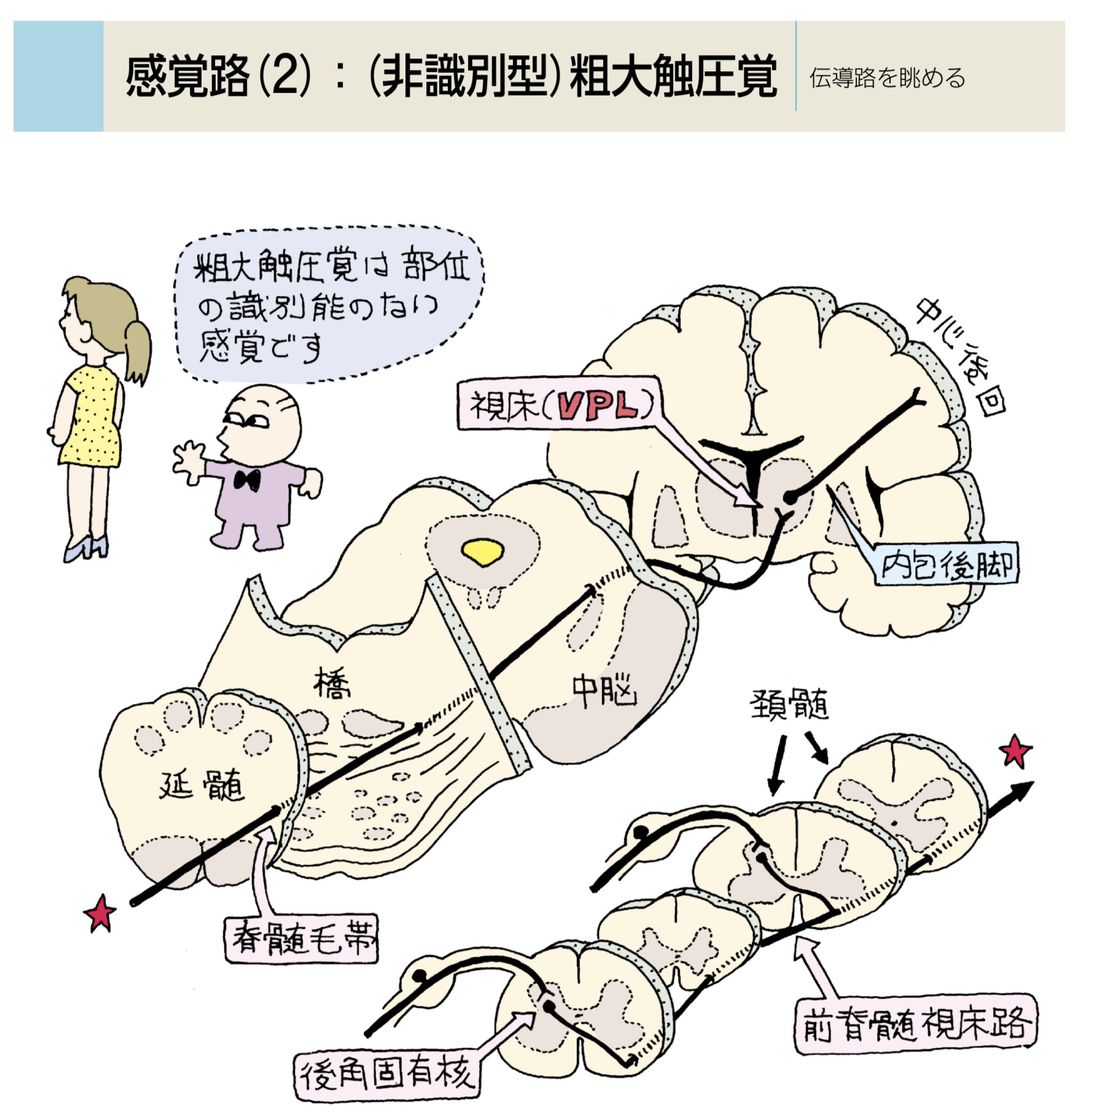 感覚路(2)：(非識別型)粗大触圧覚
伝導路を眺める
粗大触圧覚は部位
の識別能のない
感覚です
視床(VPL)
中心後回
内包後脚
中脳
橋
延髄
脊髄毛帯
頚髄
前脊髄視床路
後角固有核